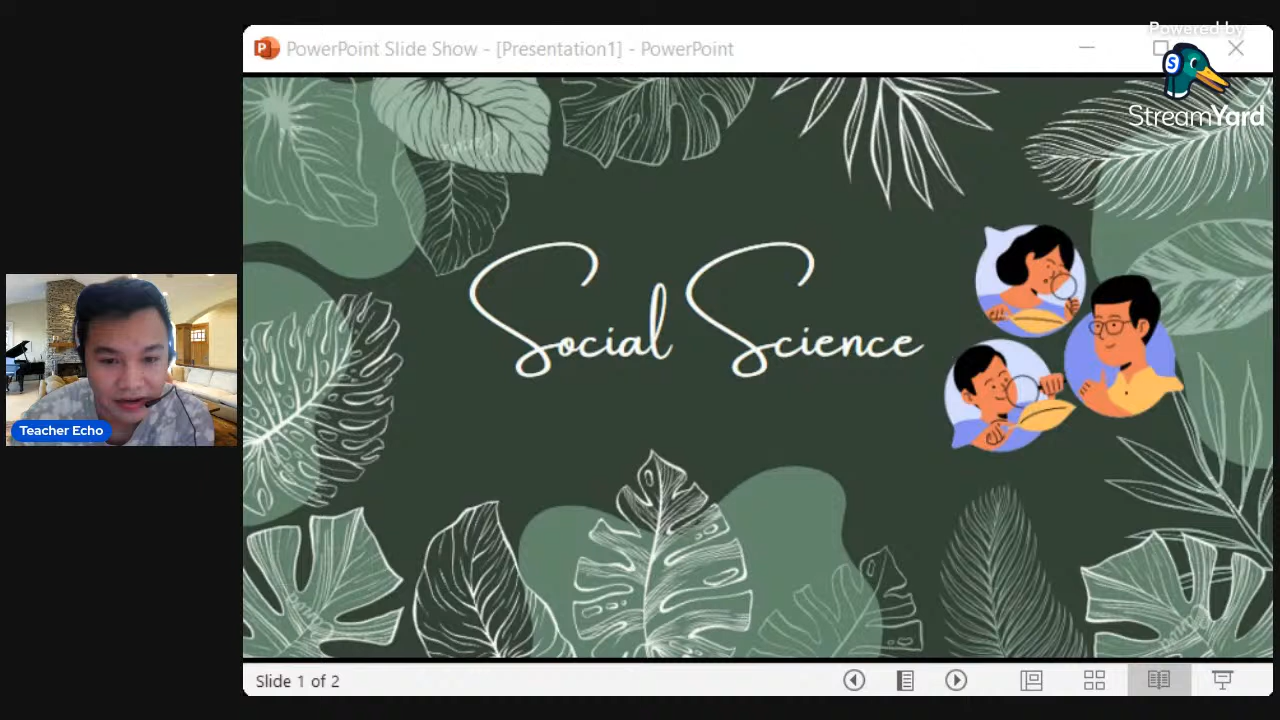 PowerPoint Slide Show - [Presentation1] - PowerPoint
Powered by
S
StreamYard
Social Science
Teacher Echo
Slide 1 of 2